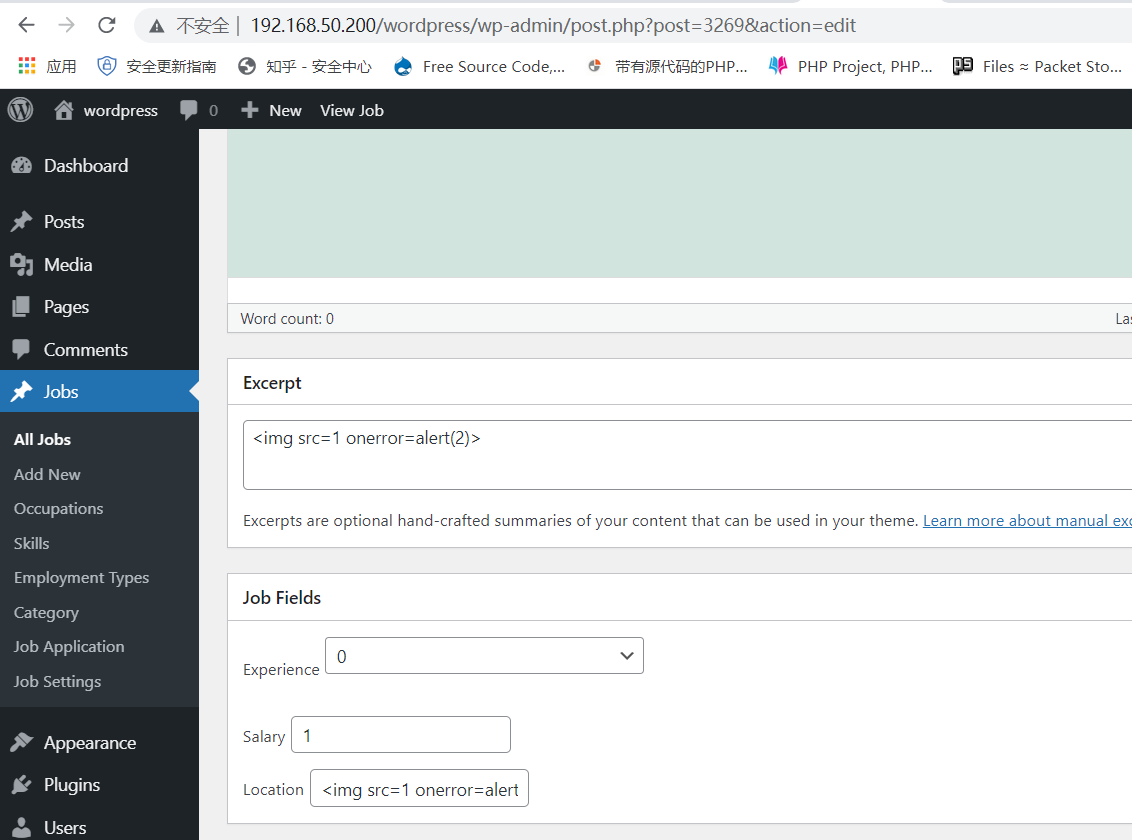 不安全 | 192.168.50.200/wordpress/wp-admin/post.php?post=3269&action=edit
应用 安全更新指南 知乎 - 安全中心 Free Source Code,... 带有源代码的PHP... PHP Project, PHP... Files ≈ Packet Sto...
wordpress 0 New View Job
Dashboard
Posts
Media
Pages
Comments
Jobs
All Jobs
Add New
Occupations
Skills
Employment Types
Category
Job Application
Job Settings
Appearance
Plugins
Users
Word count: 0 Las
Excerpt
<img src=1 onerror=alert(2)>
Excerpts are optional hand-crafted summaries of your content that can be used in your theme. Learn more about manual exc
Job Fields
Experience 0
Salary 1
Location <img src=1 onerror=alert